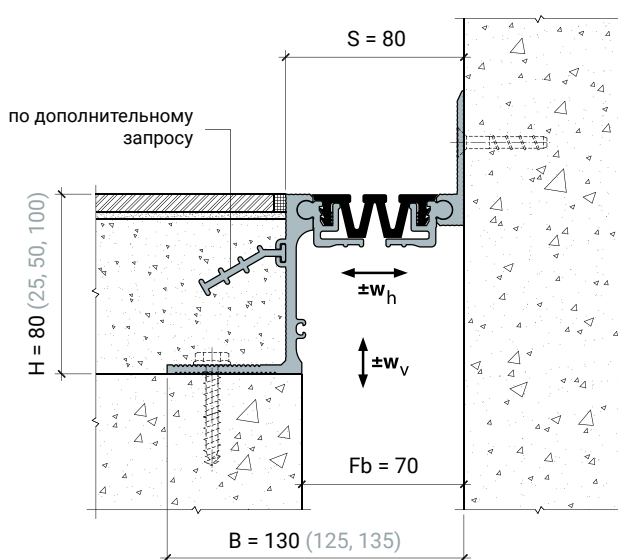 S = 80
по дополнительному
запросу
H = 80 (25, 50, 100)
±wh
±wv
Fb = 70
B = 130 (125, 135)